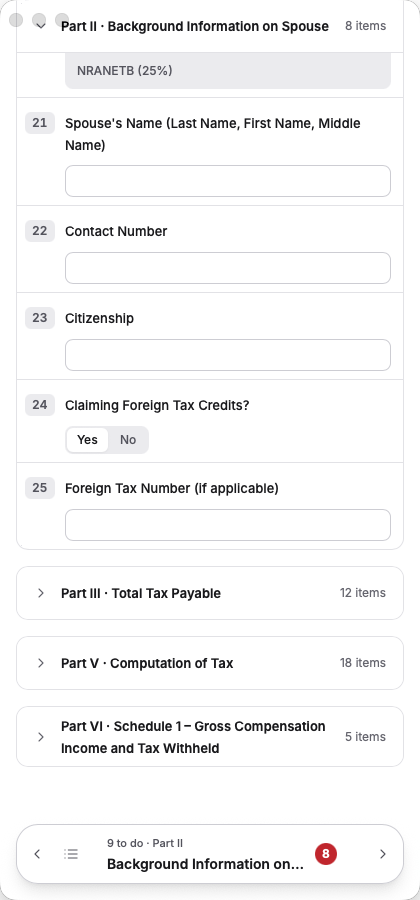 Part II · Background Information on Spouse
8 items
NRANETB (25%)
21
Spouse's Name (Last Name, First Name, Middle
Name)
22
Contact Number
23
Citizenship
24
Claiming Foreign Tax Credits?
Yes
No
25
Foreign Tax Number (if applicable)
Part III · Total Tax Payable
12 items
Part V · Computation of Tax
18 items
Part VI · Schedule 1 – Gross Compensation
Income and Tax Withheld
5 items
9 to do · Part II
Background Information on...
8